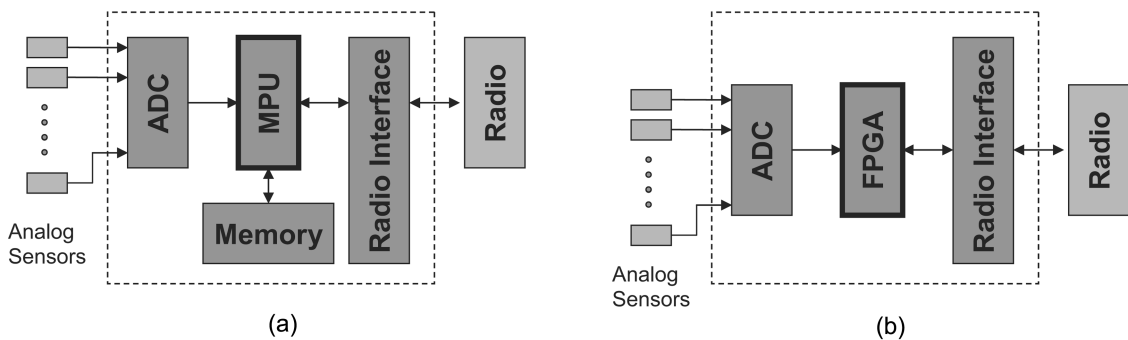 ADC
MPU
Radio Interface
Radio
Memory
Analog
Sensors
(a)
ADC
FPGA
Radio Interface
Radio
Analog
Sensors
(b)